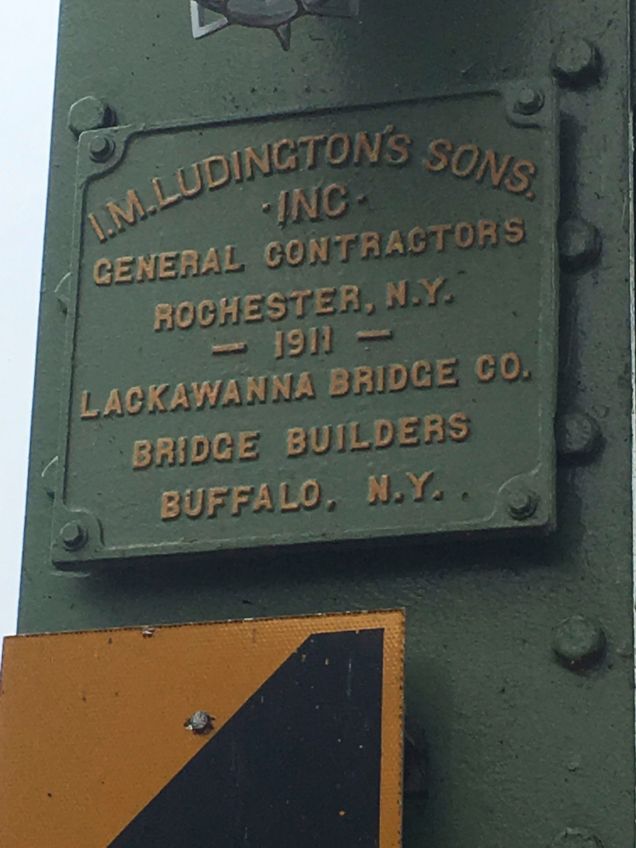 I.M. LUDINGTON'S SONS.
· INC ·
GENERAL CONTRACTORS
ROCHESTER, N.Y.
— 1911 —
LACKAWANNA BRIDGE CO.
BRIDGE BUILDERS
BUFFALO, N.Y.